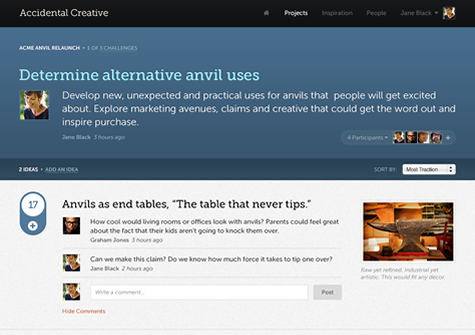 Accidental Creative
Projects Inspiration People Jane Black
ACME ANVIL RELAUNCH • 1 OF 3 CHALLENGES
Determine alternative anvil uses
Develop new, unexpected and practical uses for anvils that people will get excited
about. Explore marketing avenues, claims and creative that could get the word out and
inspire purchase.
Jane Black 3 hours ago
4 Participants
2 IDEAS • ADD AN IDEA
SORT BY: Most Traction
17
Anvils as end tables, “The table that never tips.”
How cool would living rooms or offices look with anvils? Parents could feel great
about the fact that their kids aren't going to knock them over.
Graham Jones 3 hours ago
Can we make this claim? Do we know how much force it takes to tip one over?
Jane Black 2 hours ago
Write a comment...
Post
Hide Comments
Raw yet refined. Industrial yet
artistic. This would fit any decor.